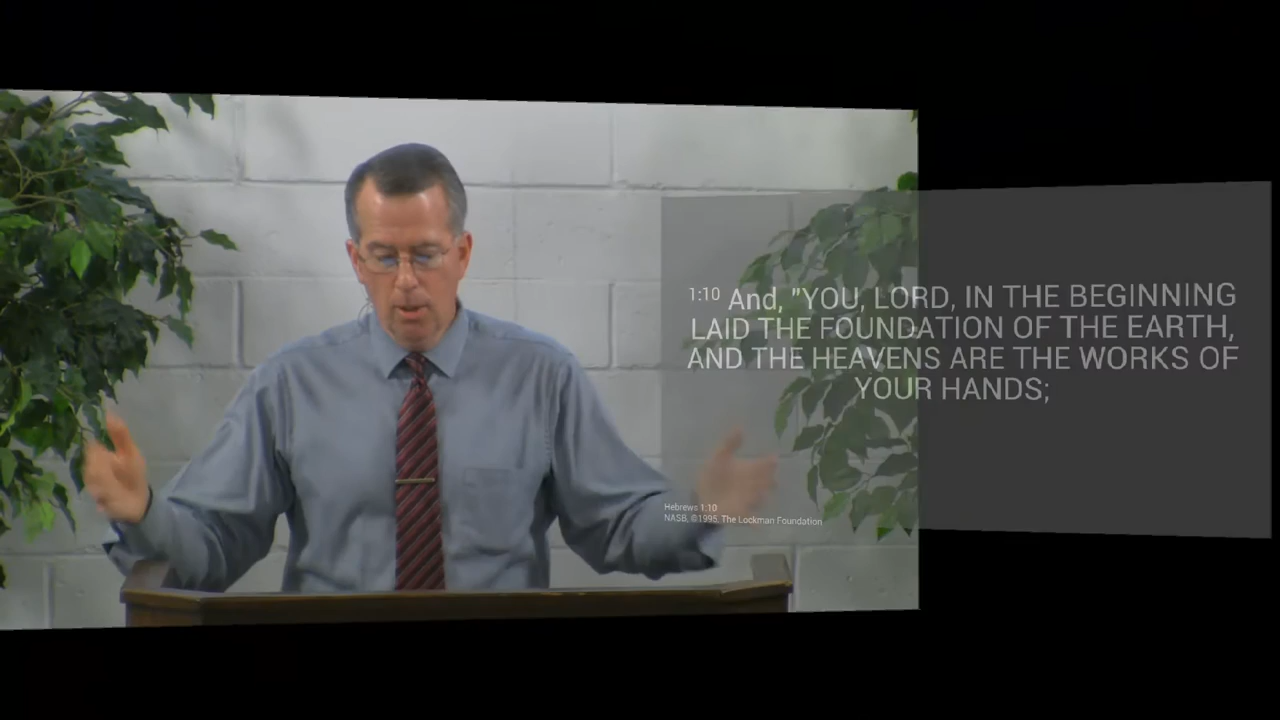 1:10 And, "YOU, LORD, IN THE BEGINNING
LAID THE FOUNDATION OF THE EARTH,
AND THE HEAVENS ARE THE WORKS OF
YOUR HANDS;
Hebrews 1:10
NASB, ©1995, The Lockman Foundation